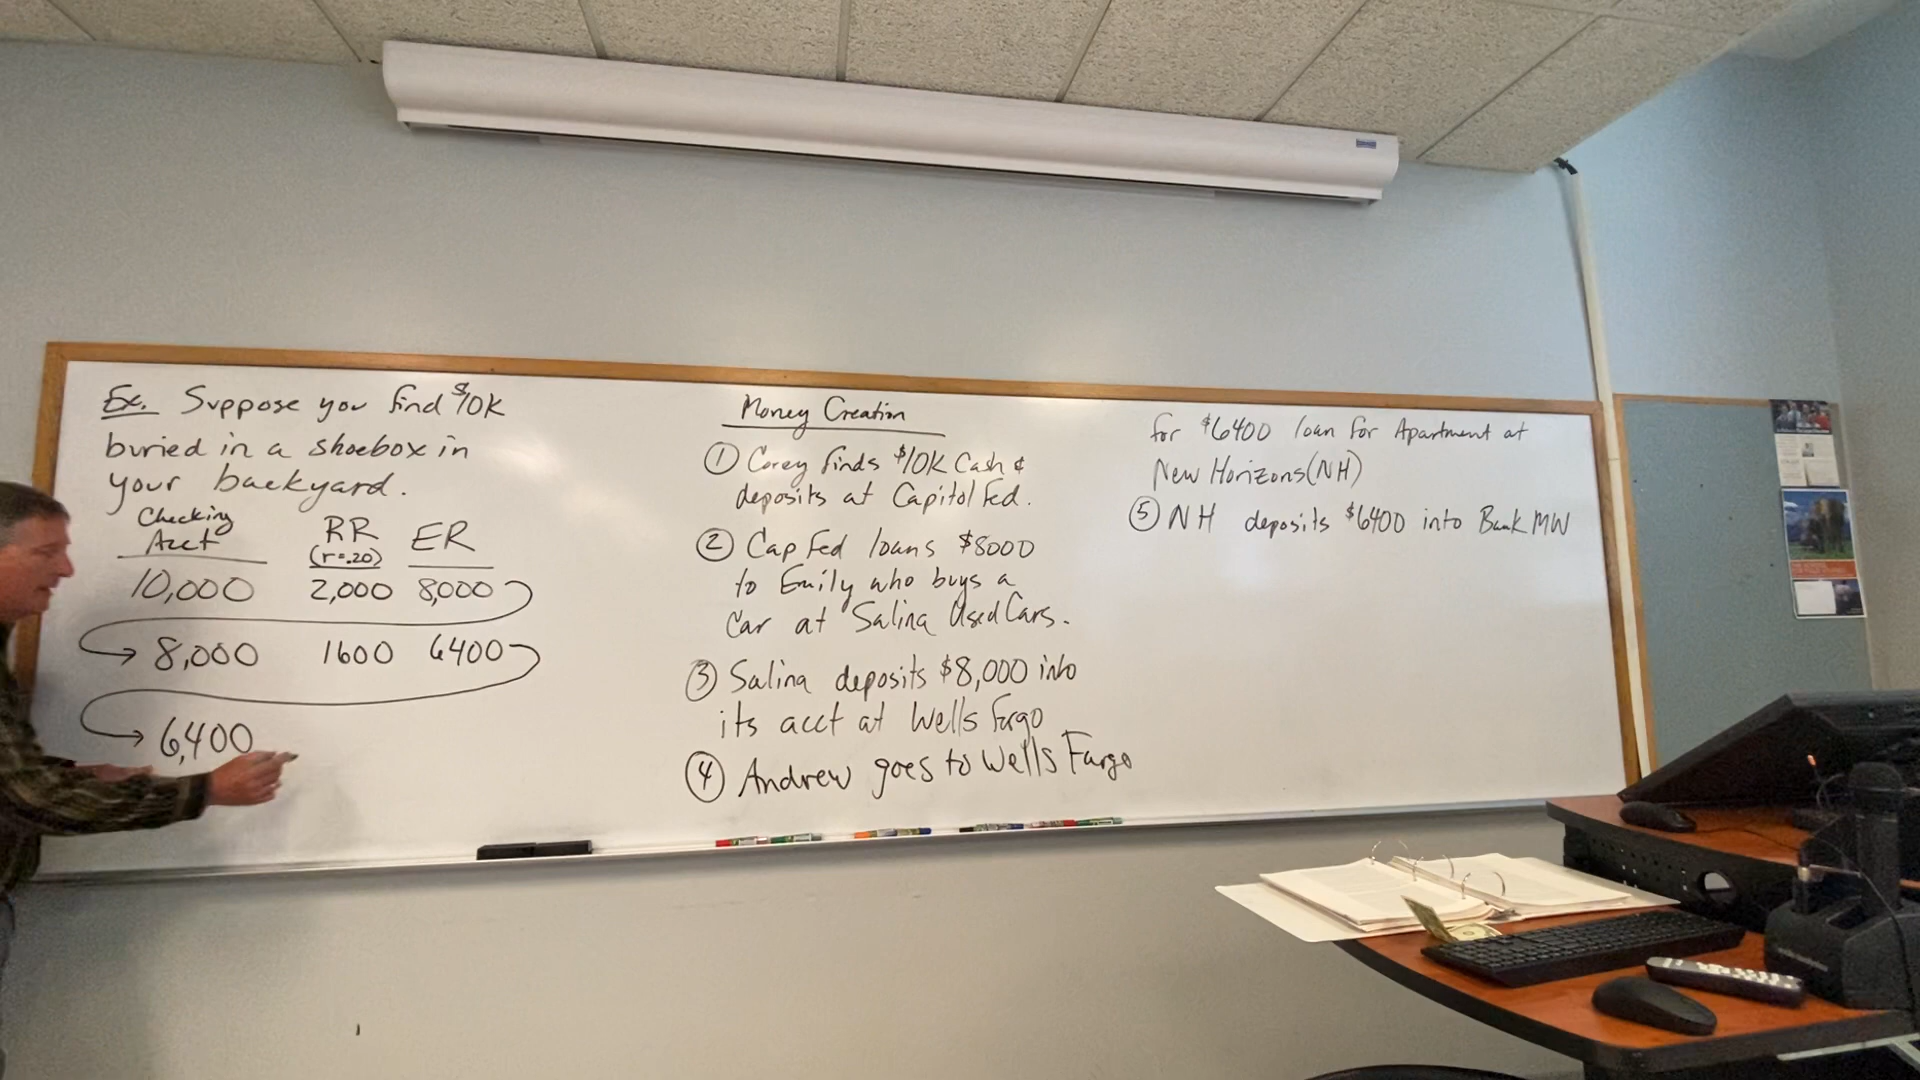 Ex. Suppose you find $10K
buried in a shoebox in
your backyard.
Checking
Acct
RR
(r=.20)
ER
10,000 2,000 8,000
8,000 1600 6400
6,400
Money Creation
① Corey finds $10K Cash ¢
deposits at Capitol Fed.
② Cap Fed loans $8000
to Emily who buys a
Car at Salina Used Cars.
③ Salina deposits $8,000 into
its acct at Wells Fargo
④ Andrew goes to Wells Fargo
for $6400 loan for Apartment at
New Horizons (NH)
⑤ NH deposits $6400 into Bank MW